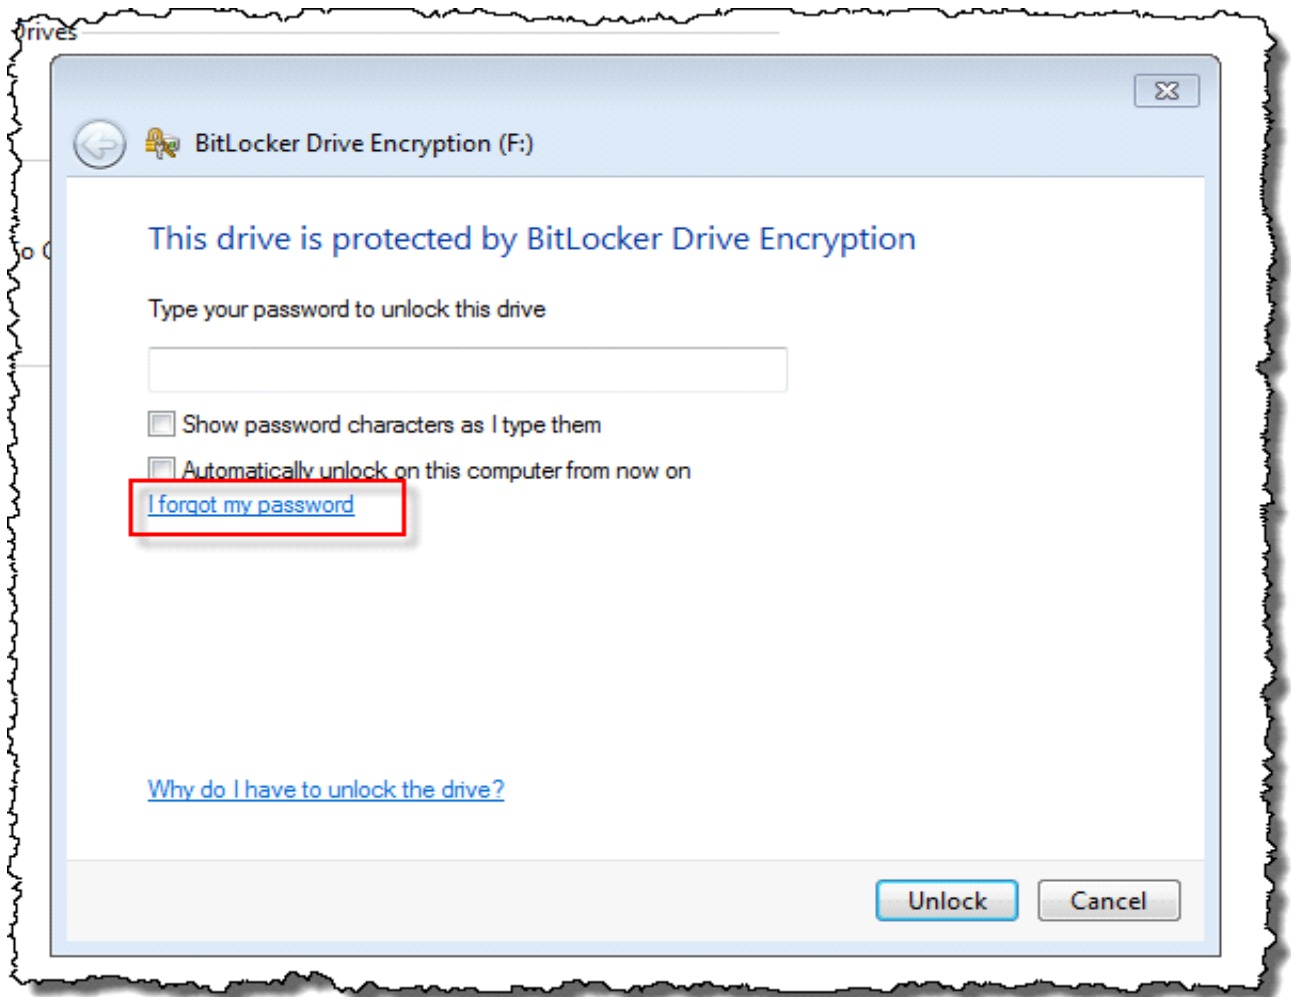 Drives
BitLocker Drive Encryption (F:)
This drive is protected by BitLocker Drive Encryption
Type your password to unlock this drive
Show password characters as I type them
Automatically unlock on this computer from now on
I forgot my password
Why do I have to unlock the drive?
Unlock
Cancel